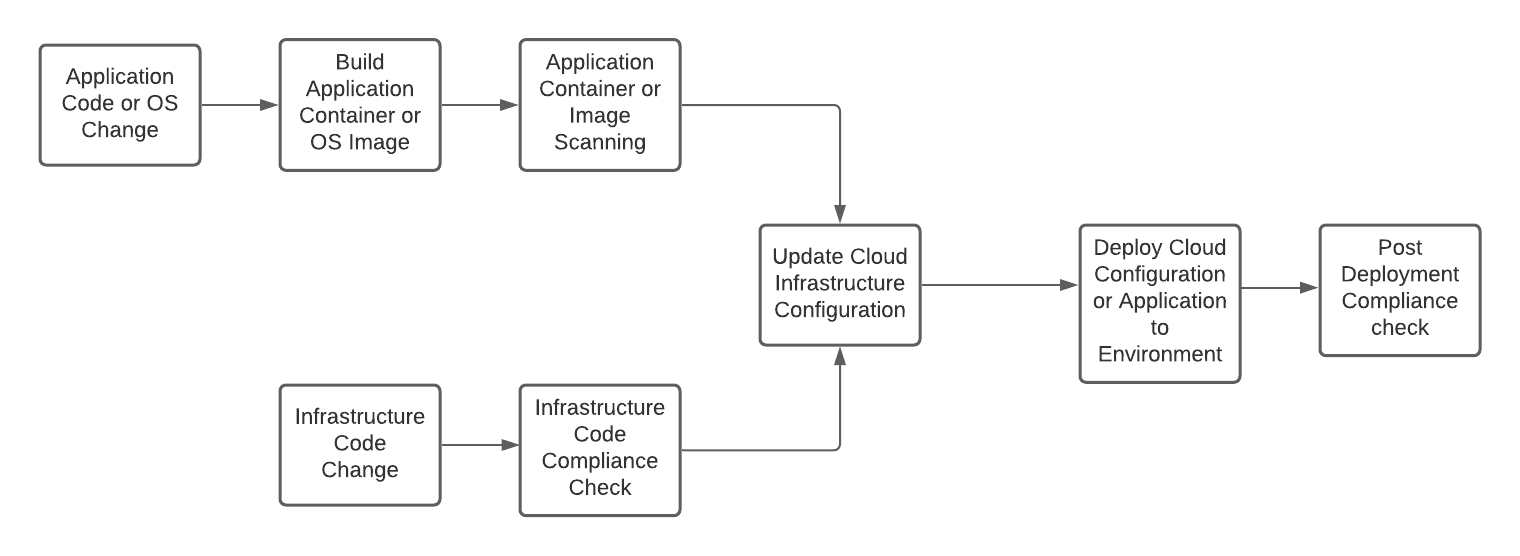 Application
Code or OS
Change
Build
Application
Container or
OS Image
Application
Container or
Image
Scanning
Update Cloud
Infrastructure
Configuration
Deploy Cloud
Configuration
or Application
to
Environment
Post
Deployment
Compliance
check
Infrastructure
Code
Change
Infrastructure
Code
Compliance
Check